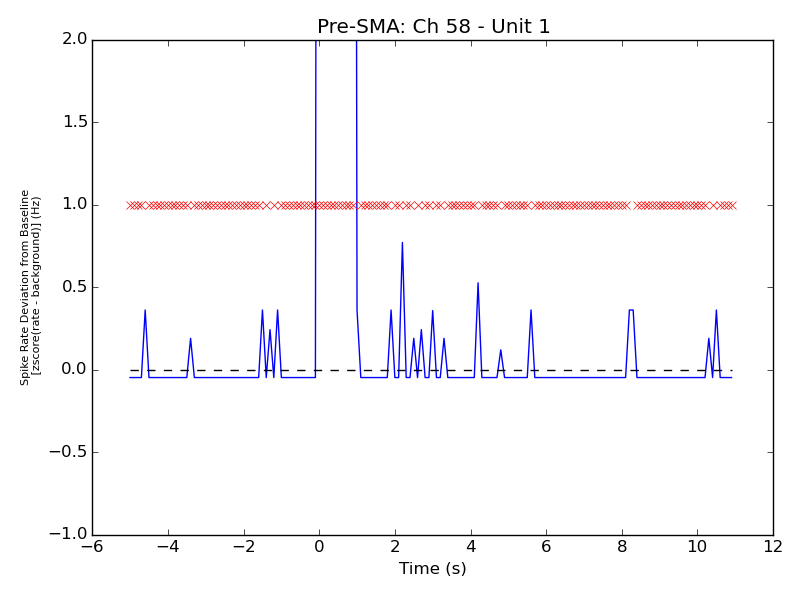 Pre-SMA: Ch 58 - Unit 1
2.0
1.5
1.0
0.5
0.0
−0.5
−1.0
Spike Rate Deviation from Baseline
[zscore(rate - background)] (Hz)
−6 −4 −2 0 2 4 6 8 10 12
Time (s)